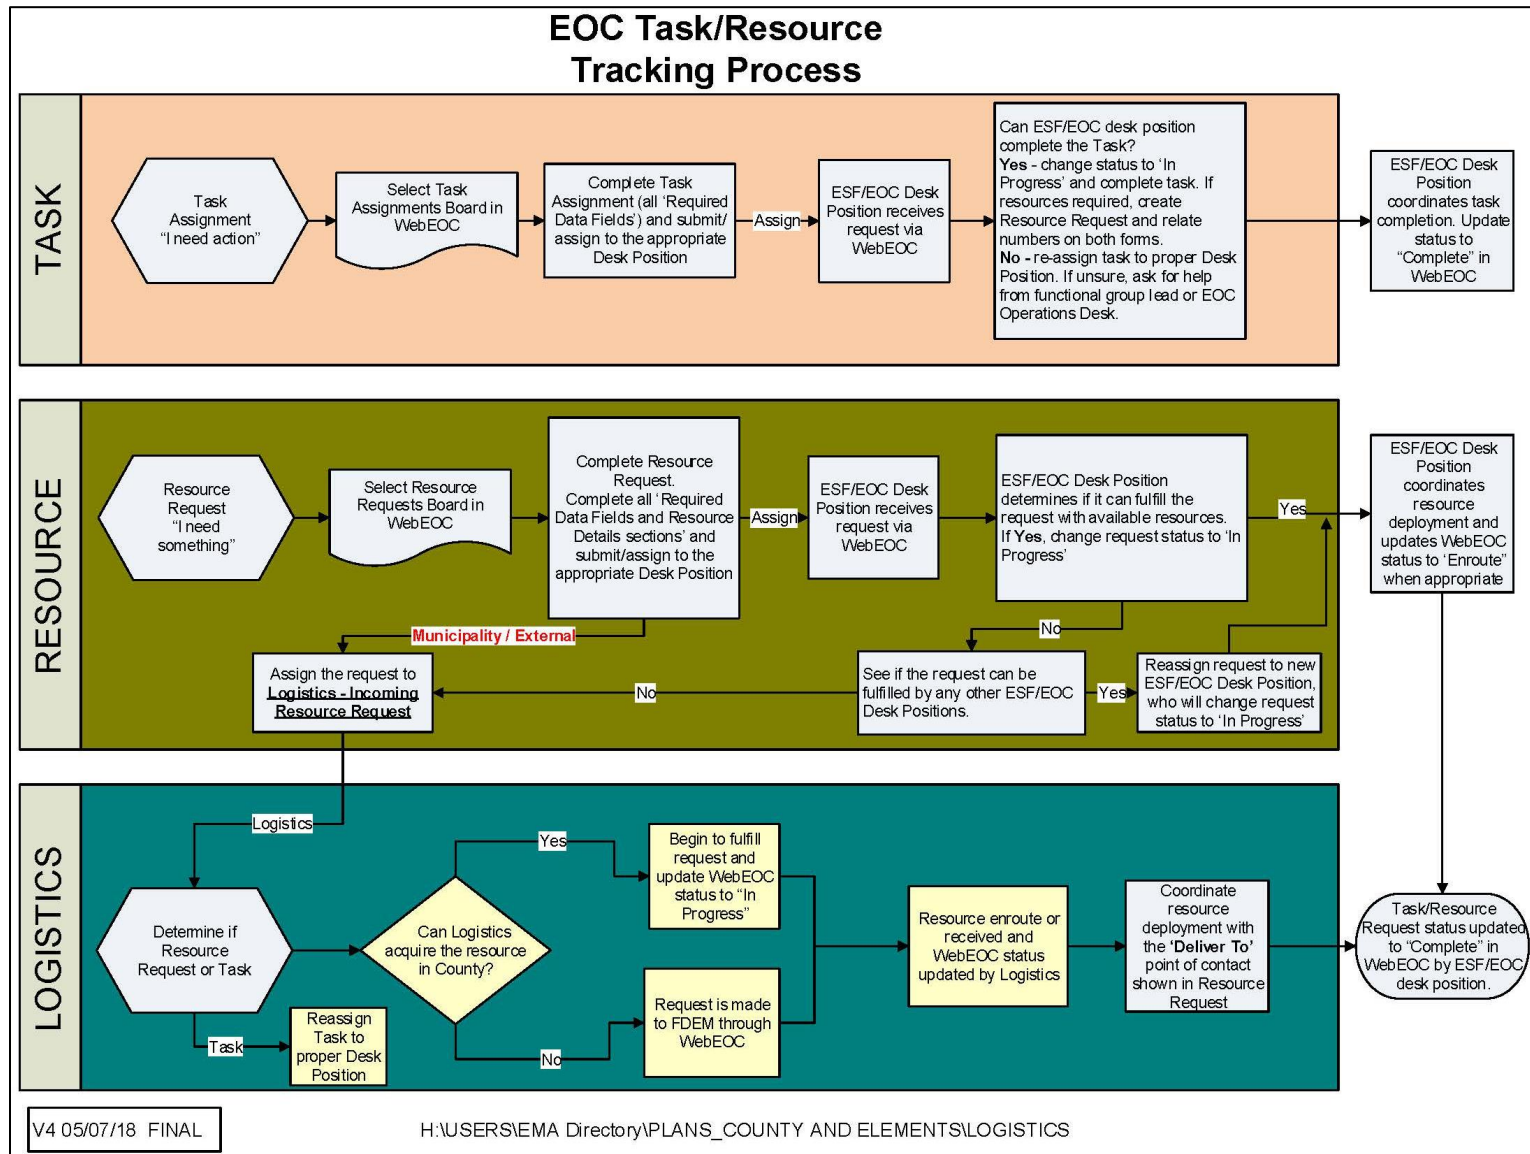 EOC Task/Resource
Tracking Process
TASK
Task
Assignment
“I need action”
Select Task
Assignments Board in
WebEOC
Complete Task
Assignment (all ‘Required
Data Fields’) and submit/
assign to the appropriate
Desk Position
Assign
ESF/EOC Desk
Position receives
request via
WebEOC
Can ESF/EOC desk position
complete the Task?
Yes - change status to ‘In
Progress’ and complete task. If
resources required, create
Resource Request and relate
numbers on both forms.
No - re-assign task to proper Desk
Position. If unsure, ask for help
from functional group lead or EOC
Operations Desk.
ESF/EOC Desk
Position
coordinates task
completion. Update
status to
“Complete” in
WebEOC
RESOURCE
Resource
Request
“I need
something”
Select Resource
Requests Board in
WebEOC
Complete Resource
Request.
Complete all ‘Required
Data Fields and Resource
Details sections’ and
submit/assign to the
appropriate Desk Position
Assign
ESF/EOC Desk
Position receives
request via
WebEOC
ESF/EOC Desk Position
determines if it can fulfill the
request with available resources.
If Yes, change request status to ‘In
Progress’
Yes
ESF/EOC Desk
Position
coordinates
resource
deployment and
updates WebEOC
status to ‘Enroute”
when appropriate
Municipality / External
No
Assign the request to
Logistics - Incoming
Resource Request
No
See if the request can be
fulfilled by any other ESF/EOC
Desk Positions.
Yes
Reassign request to new
ESF/EOC Desk Position,
who will change request
status to ‘In Progress’
LOGISTICS
Logistics
Determine if
Resource
Request or Task
Task
Reassign
Task to
proper Desk
Position
Can Logistics
acquire the resource
in County?
Yes
Begin to fulfill
request and
update WebEOC
status to “In
Progress”
No
Request is made
to FDEM through
WebEOC
Resource enroute or
received and
WebEOC status
updated by Logistics
Coordinate
resource
deployment with
the ‘Deliver To’
point of contact
shown in Resource
Request
Task/Resource
Request status updated
to “Complete” in
WebEOC by ESF/EOC
desk position.
V4 05/07/18 FINAL
H:\USERS\EMA Directory\PLANS_COUNTY AND ELEMENTS\LOGISTICS